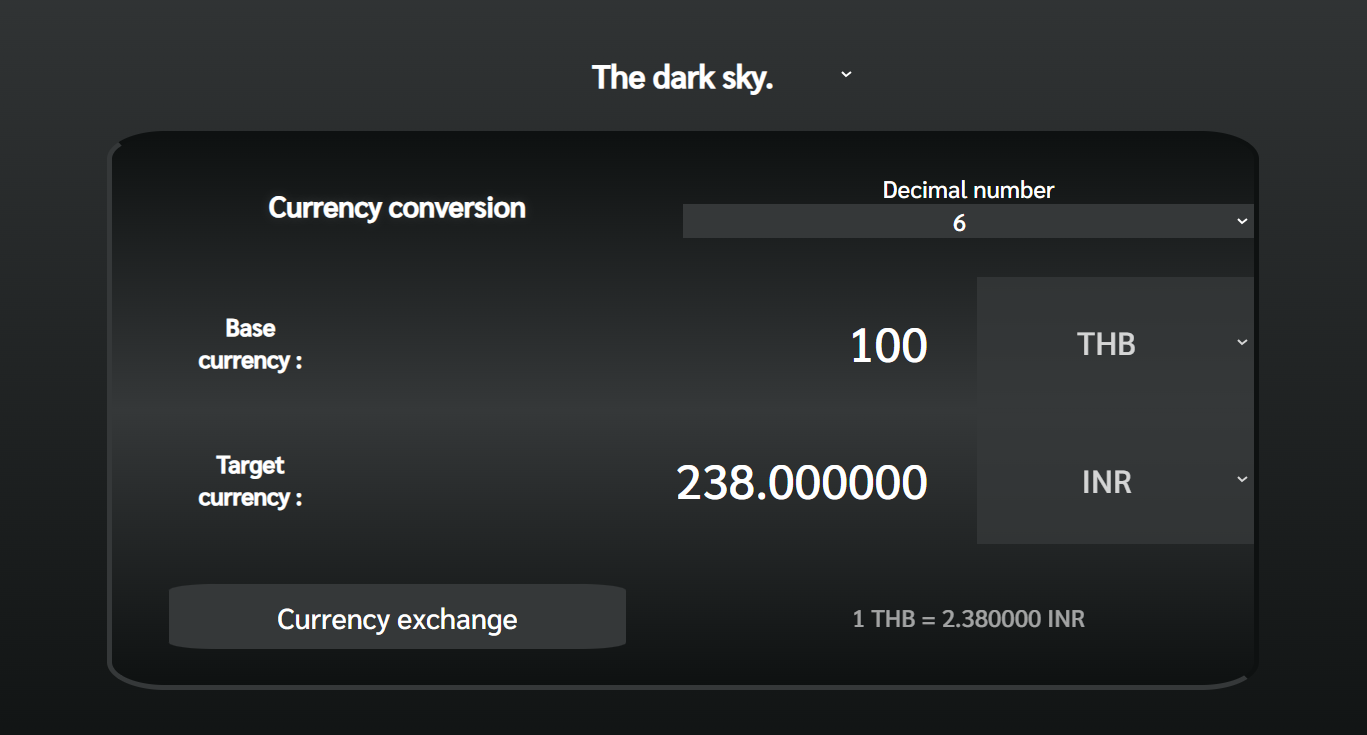 The dark sky.
Currency conversion
Decimal number
6
Base
currency :
100
THB
Target
currency :
238.000000
INR
Currency exchange
1 THB = 2.380000 INR